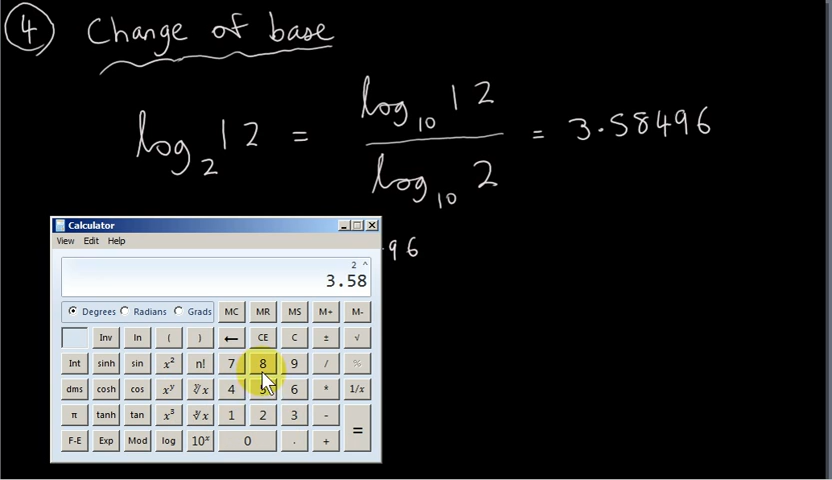 ④ Change of base
log₂ 12 = log₁₀ 12 / log₁₀ 2 = 3.58496
.96
Calculator
View Edit Help
2 ^
3.58
Degrees Radians Grads MC MR MS M+ M-
Inv ln ( ) ← CE C ± √
Int sinh sin x² n! 7 8 9 / %
dms cosh cos xʸ ʸ√x 4 5 6 * 1/x
π tanh tan x³ ³√x 1 2 3 - =
F-E Exp Mod log 10ˣ 0 . +